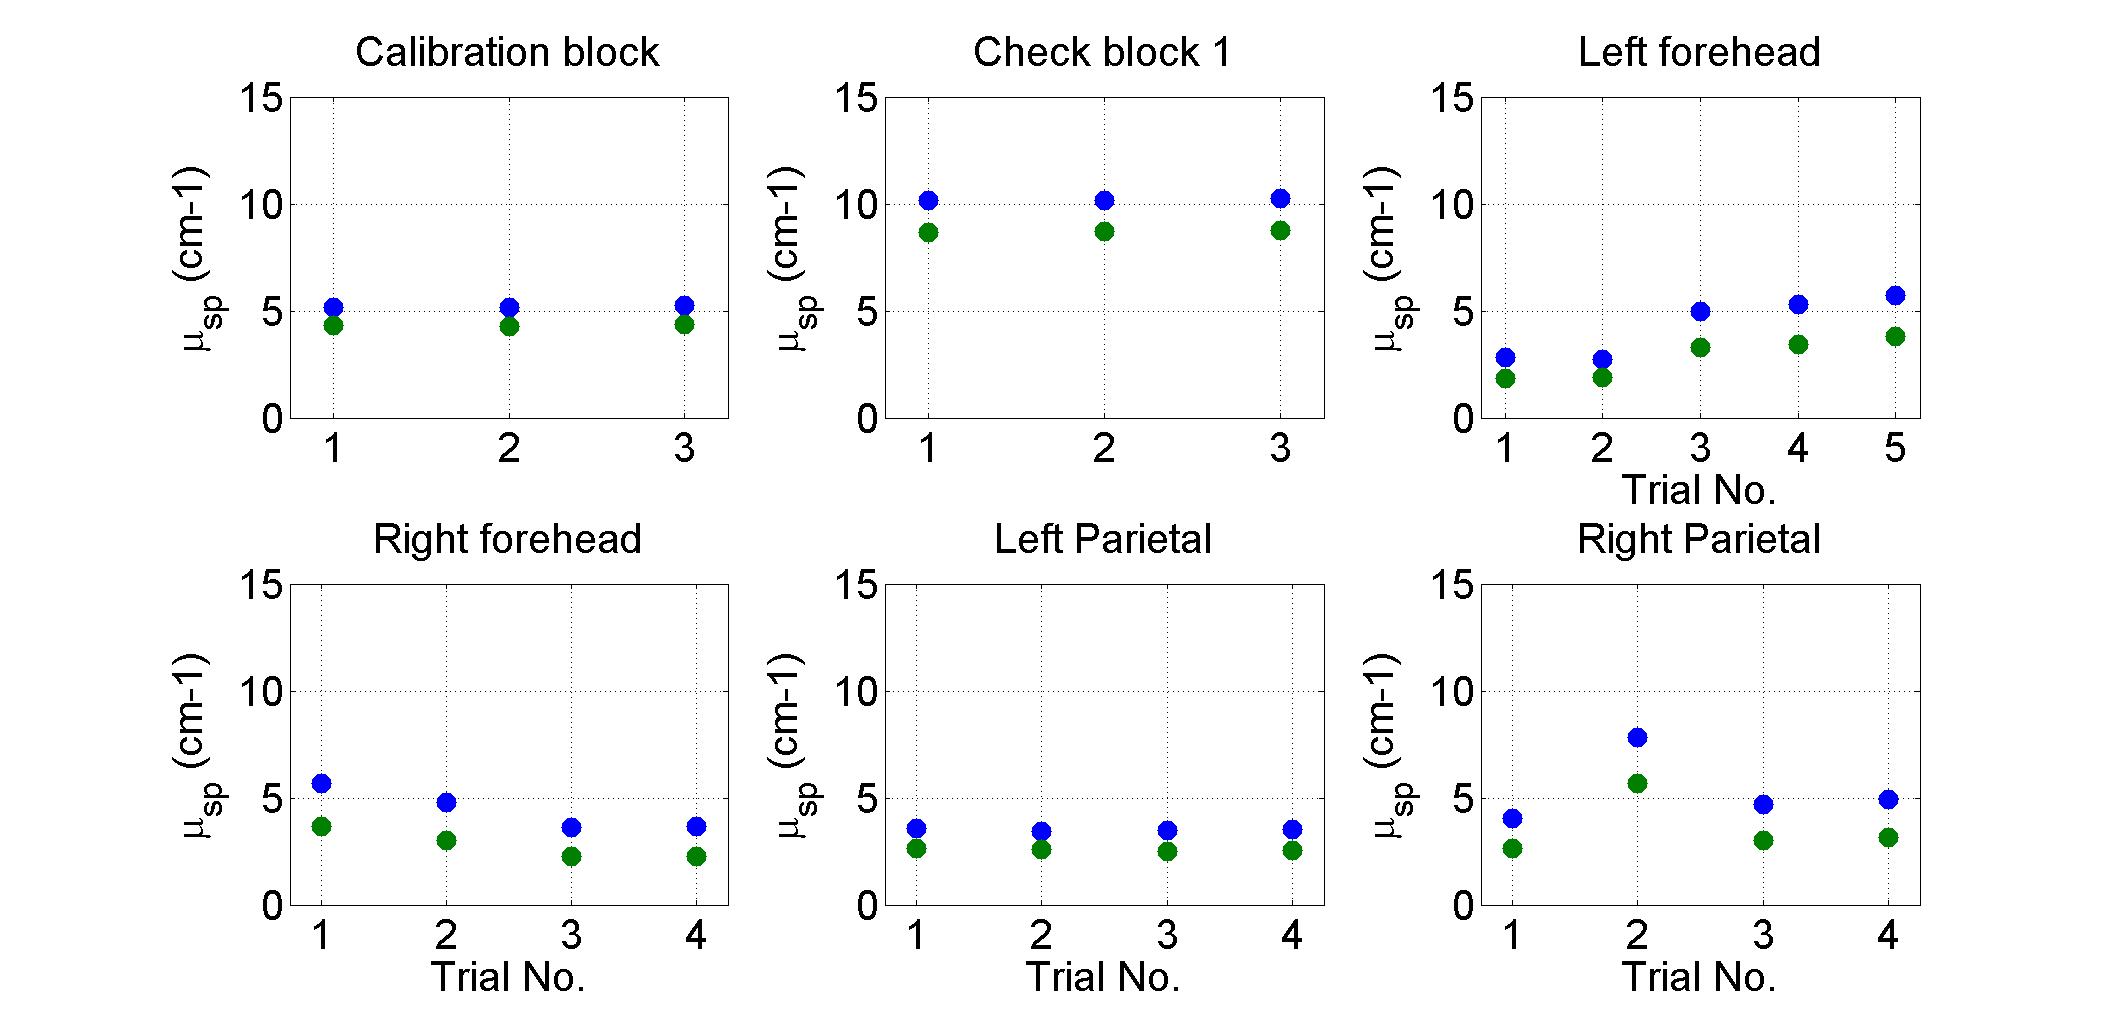 Calibration block
15
10
5
0
μsp (cm-1)
1 2 3
Check block 1
15
10
5
0
μsp (cm-1)
1 2 3
Left forehead
15
10
5
0
μsp (cm-1)
1 2 3 4 5
Trial No.
Right forehead
15
10
5
0
μsp (cm-1)
1 2 3 4
Trial No.
Left Parietal
15
10
5
0
μsp (cm-1)
1 2 3 4
Trial No.
Right Parietal
15
10
5
0
μsp (cm-1)
1 2 3 4
Trial No.